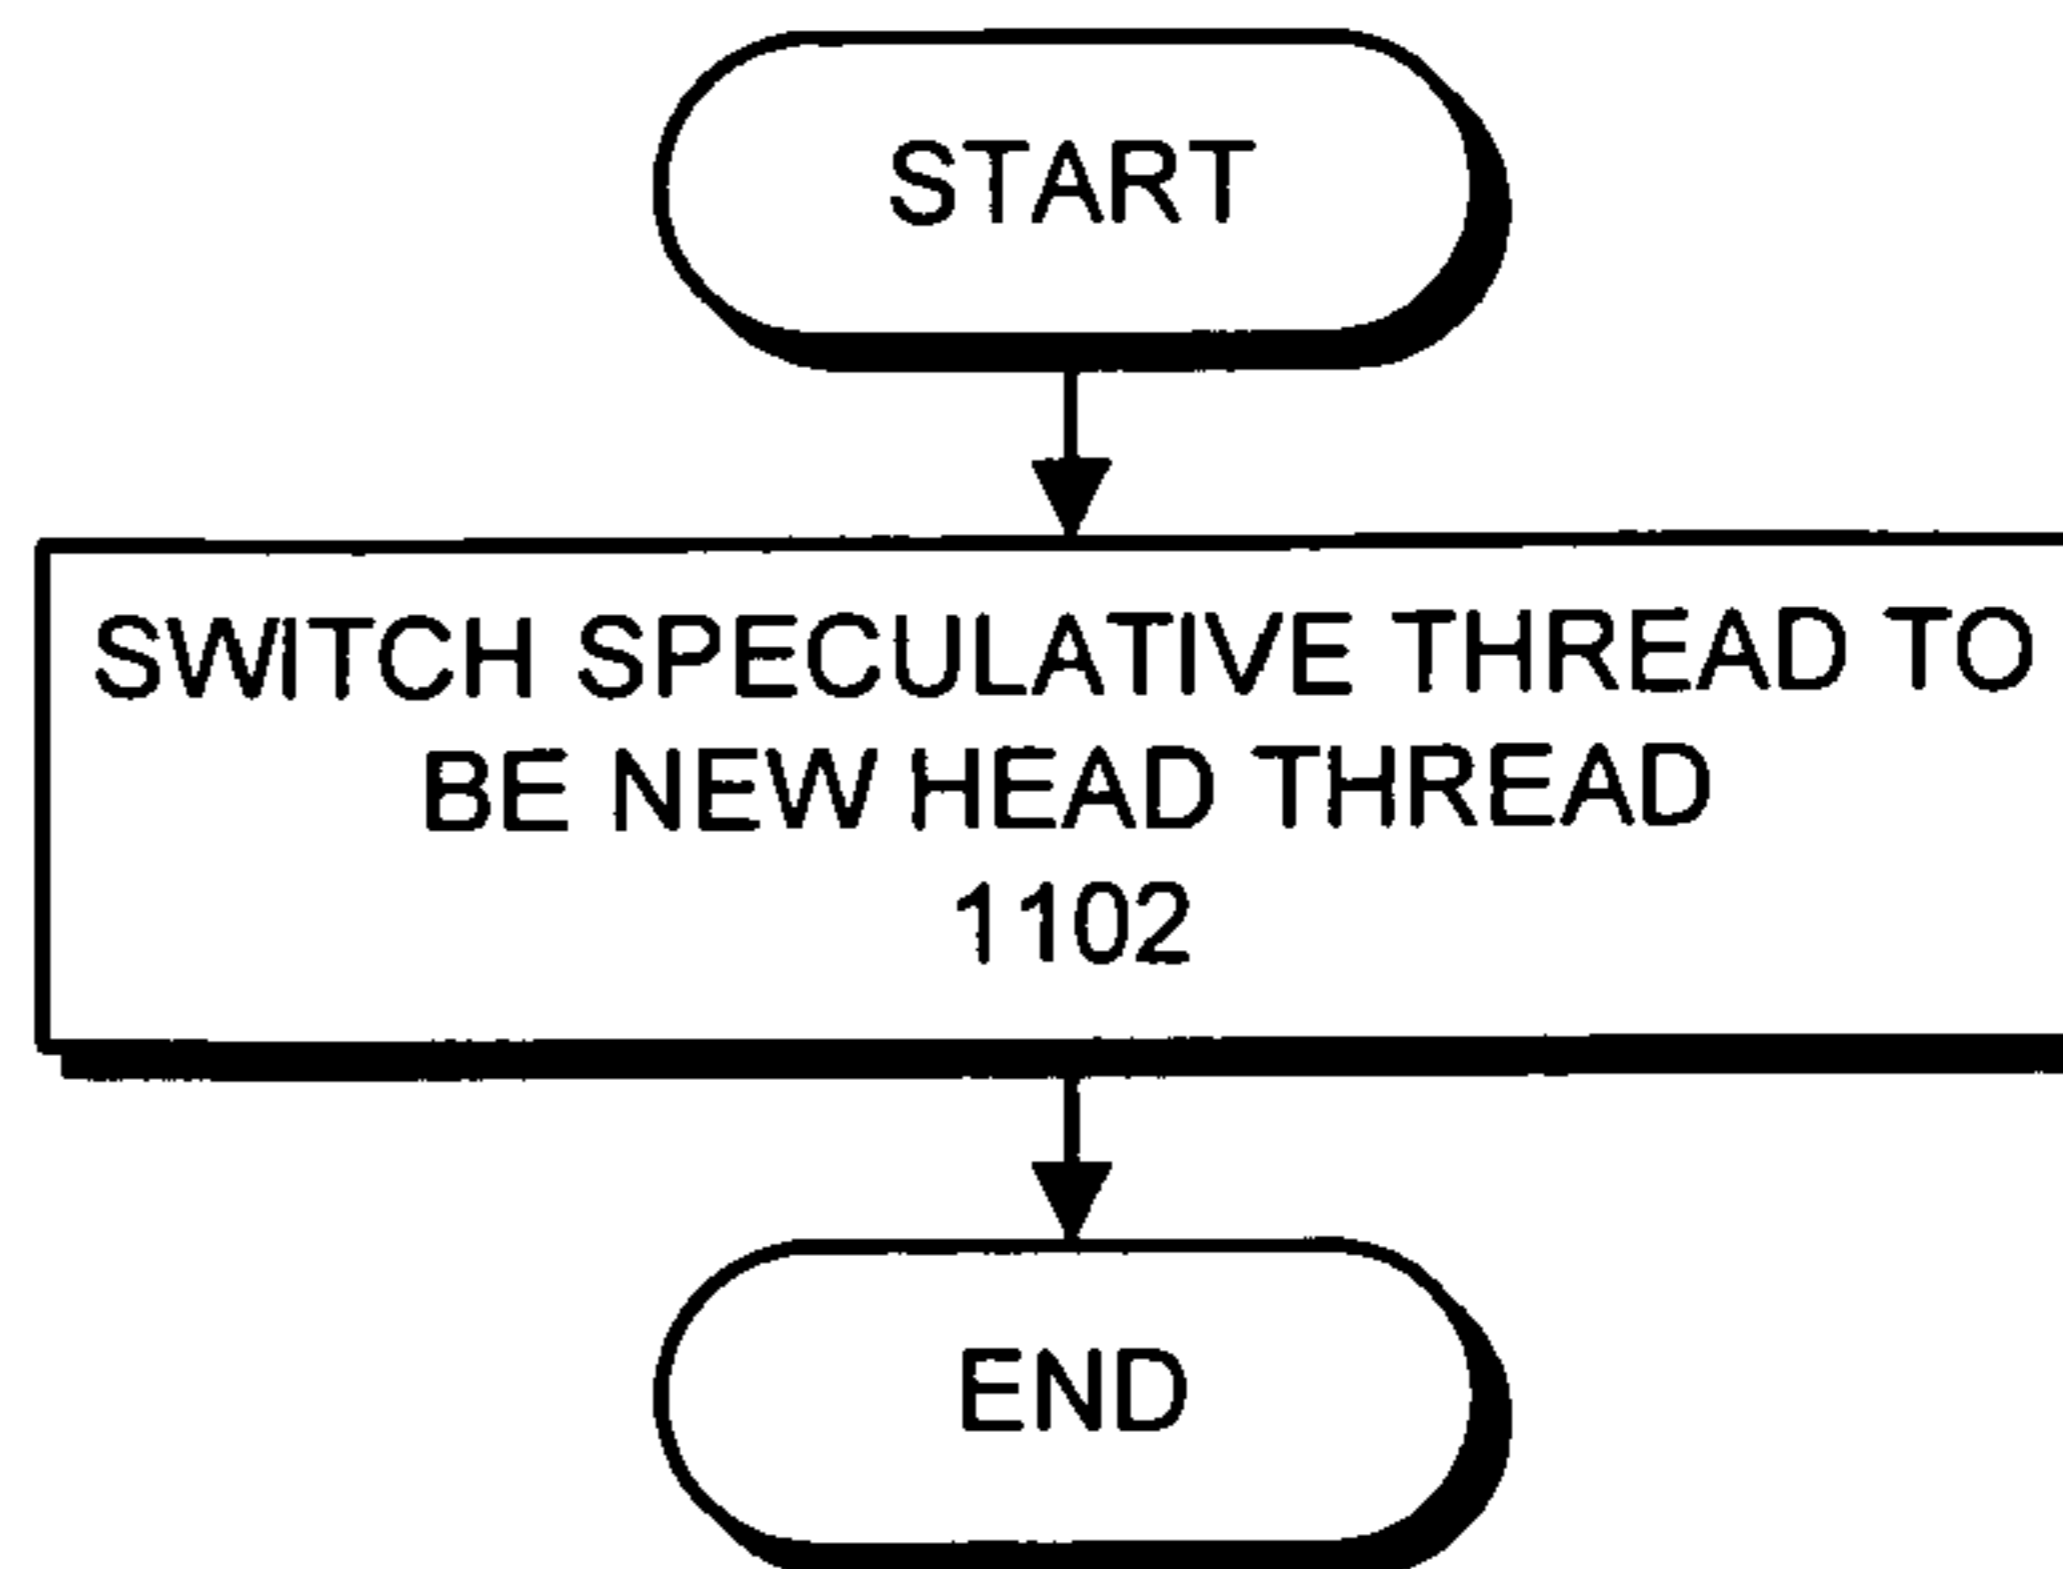 START
SWITCH SPECULATIVE THREAD TO
BE NEW HEAD THREAD
1102
END